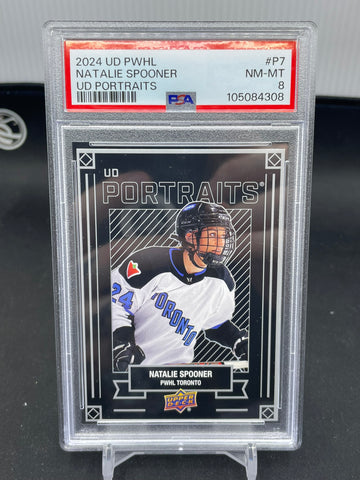 2024 UD PWHL #P7
NATALIE SPOONER NM-MT
UD PORTRAITS 8
PSA 105084308
UD
PORTRAITS
24
TORONTO
NATALIE SPOONER
PWHL TORONTO
UPPER DECK